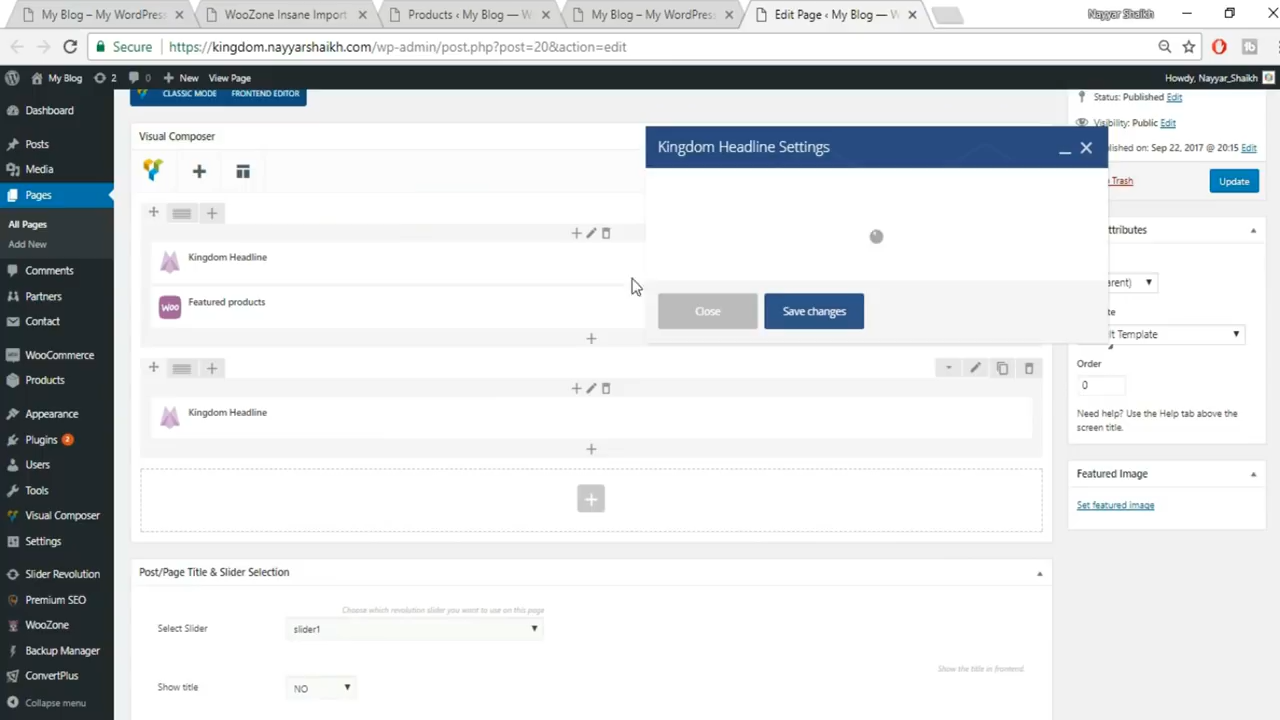 My Blog – My WordPress
WooZone Insane Import
Products ‹ My Blog — W
My Blog – My WordPress
Edit Page ‹ My Blog — W
Nayyar Shaikh
Secure
https://kingdom.nayyarshaikh.com/wp-admin/post.php?post=20&action=edit
My Blog
2
0
New
View Page
Howdy, Nayyar_Shaikh
Dashboard
Posts
Media
Pages
All Pages
Add New
Comments
Partners
Contact
WooCommerce
Products
Appearance
Plugins 2
Users
Tools
Visual Composer
Settings
Slider Revolution
Premium SEO
WooZone
Backup Manager
ConvertPlus
Collapse menu
CLASSIC MODE
FRONTEND EDITOR
Visual Composer
Kingdom Headline
Woo
Featured products
Kingdom Headline
Kingdom Headline Settings
Close
Save changes
Post/Page Title & Slider Selection
Choose which revolution slider you want to use on this page
Select Slider
slider1
Show the title in frontend.
Show title
NO
Status: Published Edit
Visibility: Public Edit
on: Sep 22, 2017 @ 20:15 Edit
Trash
Update
ttributes
arent)
te
lt Template
Order
0
Need help? Use the Help tab above the
screen title.
Featured Image
Set featured image